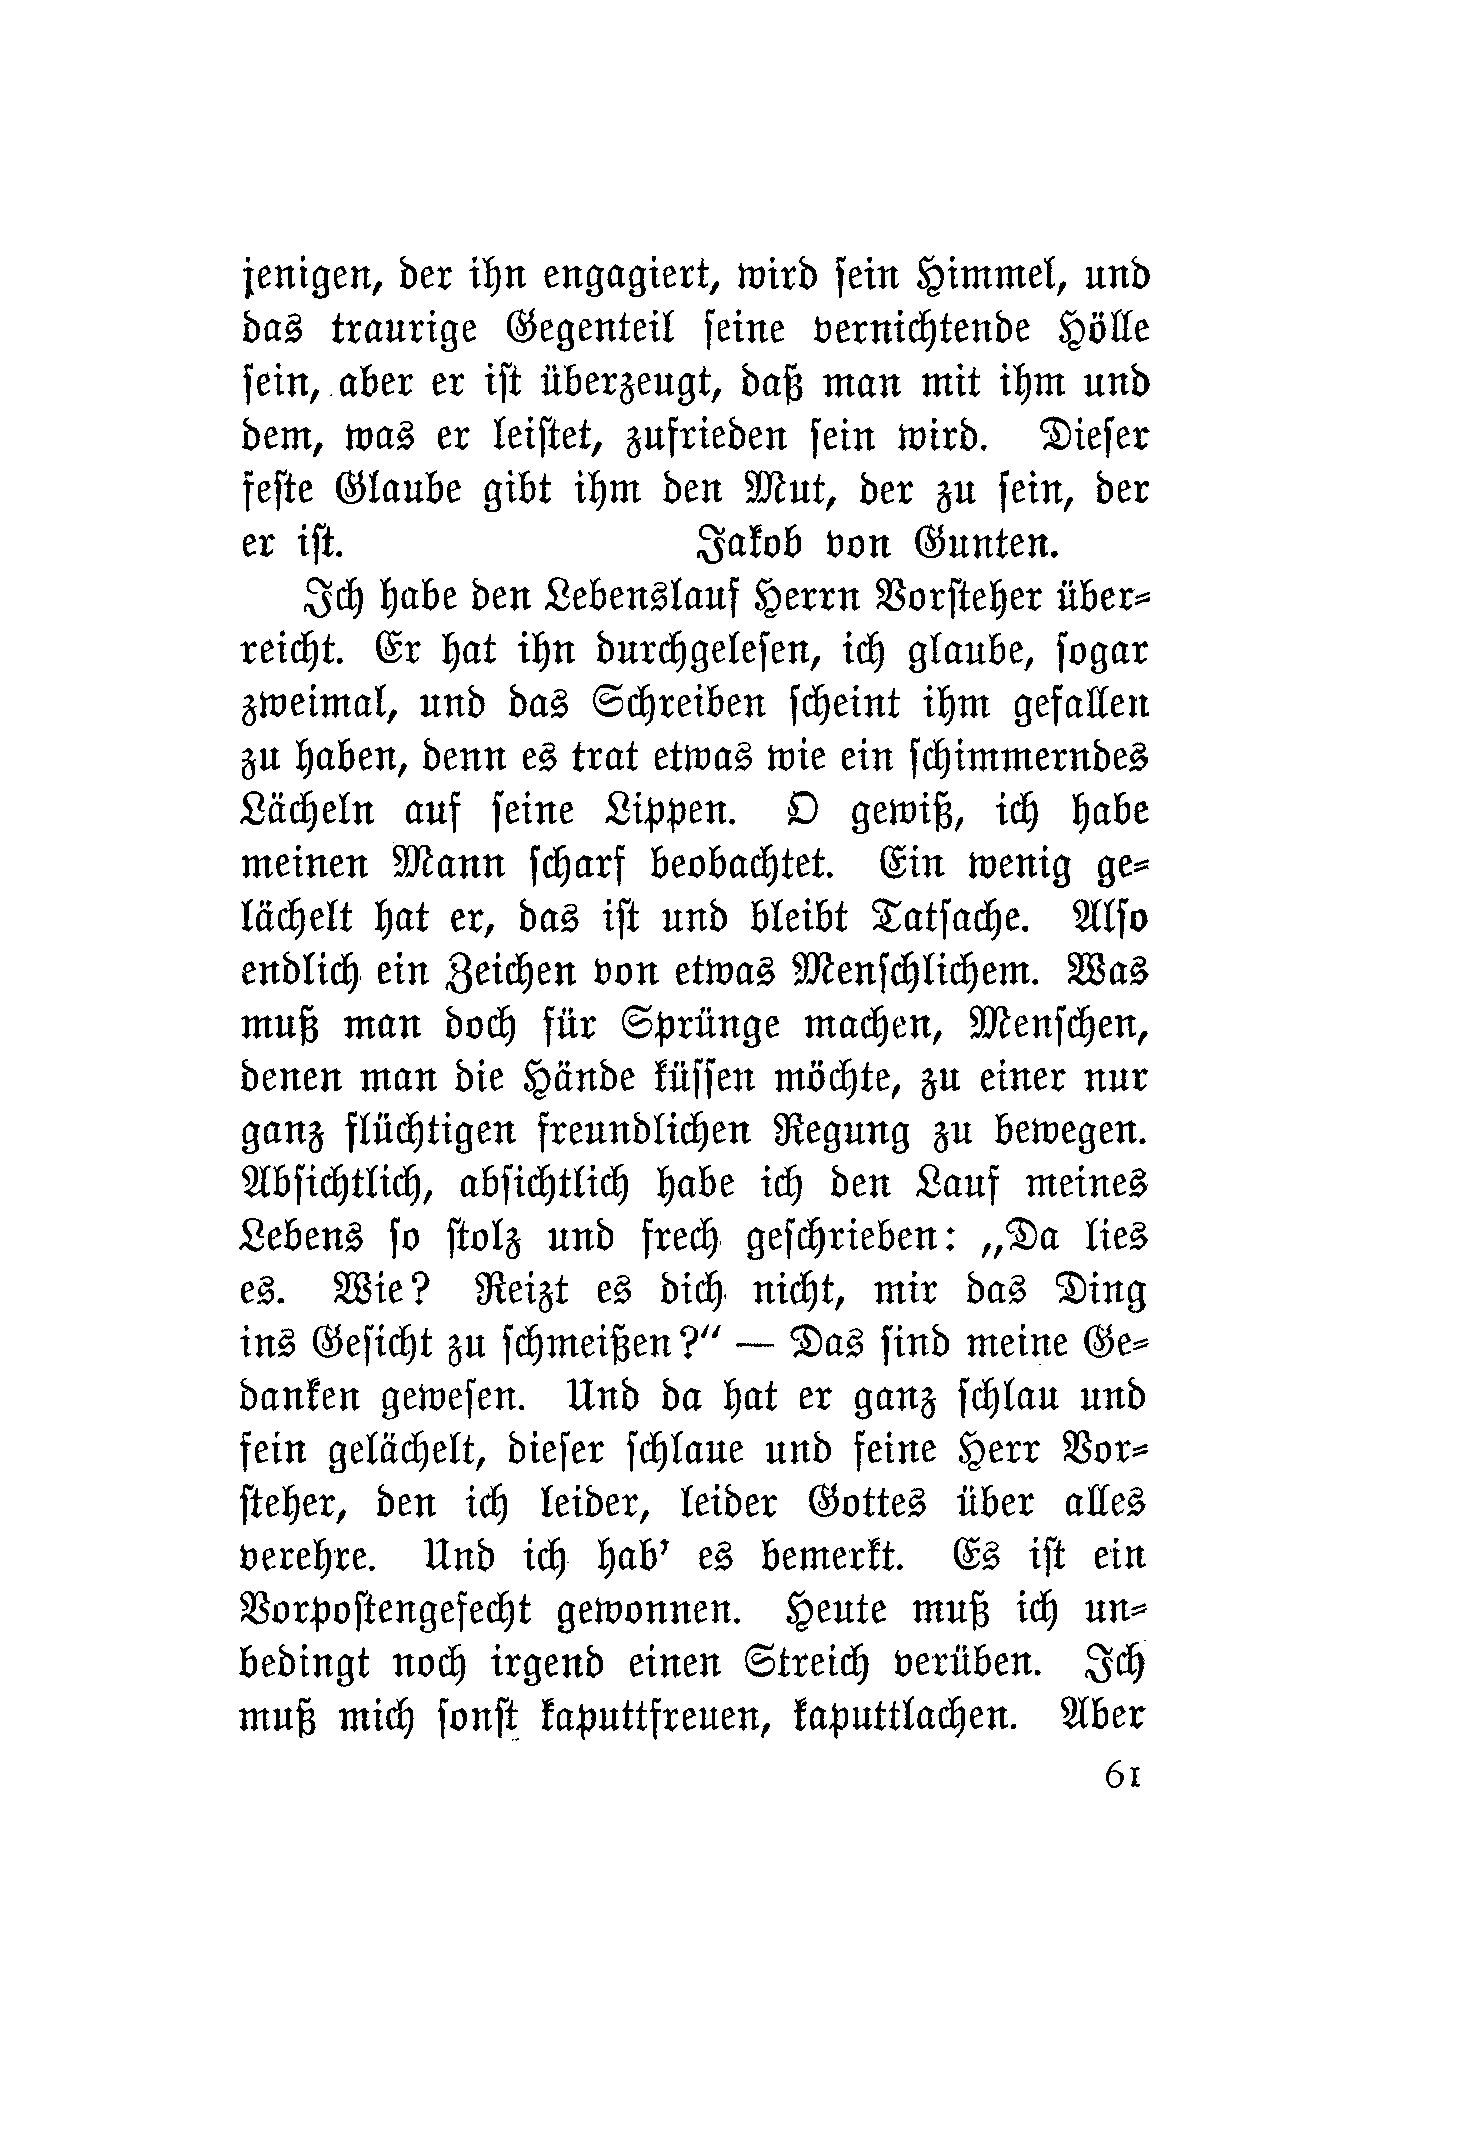 jenigen, der ihn engagiert, wird sein Himmel, und
das traurige Gegenteil seine vernichtende Hölle
sein, aber er ist überzeugt, daß man mit ihm und
dem, was er leistet, zufrieden sein wird. Dieser
feste Glaube gibt ihm den Mut, der zu sein, der
er ist. Jakob von Gunten.
Ich habe den Lebenslauf Herrn Vorsteher über-
reicht. Er hat ihn durchgelesen, ich glaube, sogar
zweimal, und das Schreiben scheint ihm gefallen
zu haben, denn es trat etwas wie ein schimmerndes
Lächeln auf seine Lippen. O gewiß, ich habe
meinen Mann scharf beobachtet. Ein wenig ge-
lächelt hat er, das ist und bleibt Tatsache. Also
endlich ein Zeichen von etwas Menschlichem. Was
muß man doch für Sprünge machen, Menschen,
denen man die Hände küssen möchte, zu einer nur
ganz flüchtigen freundlichen Regung zu bewegen.
Absichtlich, absichtlich habe ich den Lauf meines
Lebens so stolz und frech geschrieben: „Da lies
es. Wie? Reizt es dich nicht, mir das Ding
ins Gesicht zu schmeißen?“ — Das sind meine Ge-
danken gewesen. Und da hat er ganz schlau und
fein gelächelt, dieser schlaue und feine Herr Vor-
steher, den ich leider, leider Gottes über alles
verehre. Und ich hab’ es bemerkt. Es ist ein
Vorpostengefecht gewonnen. Heute muß ich un-
bedingt noch irgend einen Streich verüben. Ich
muß mich sonst kaputtfreuen, kaputtlachen. Aber
61